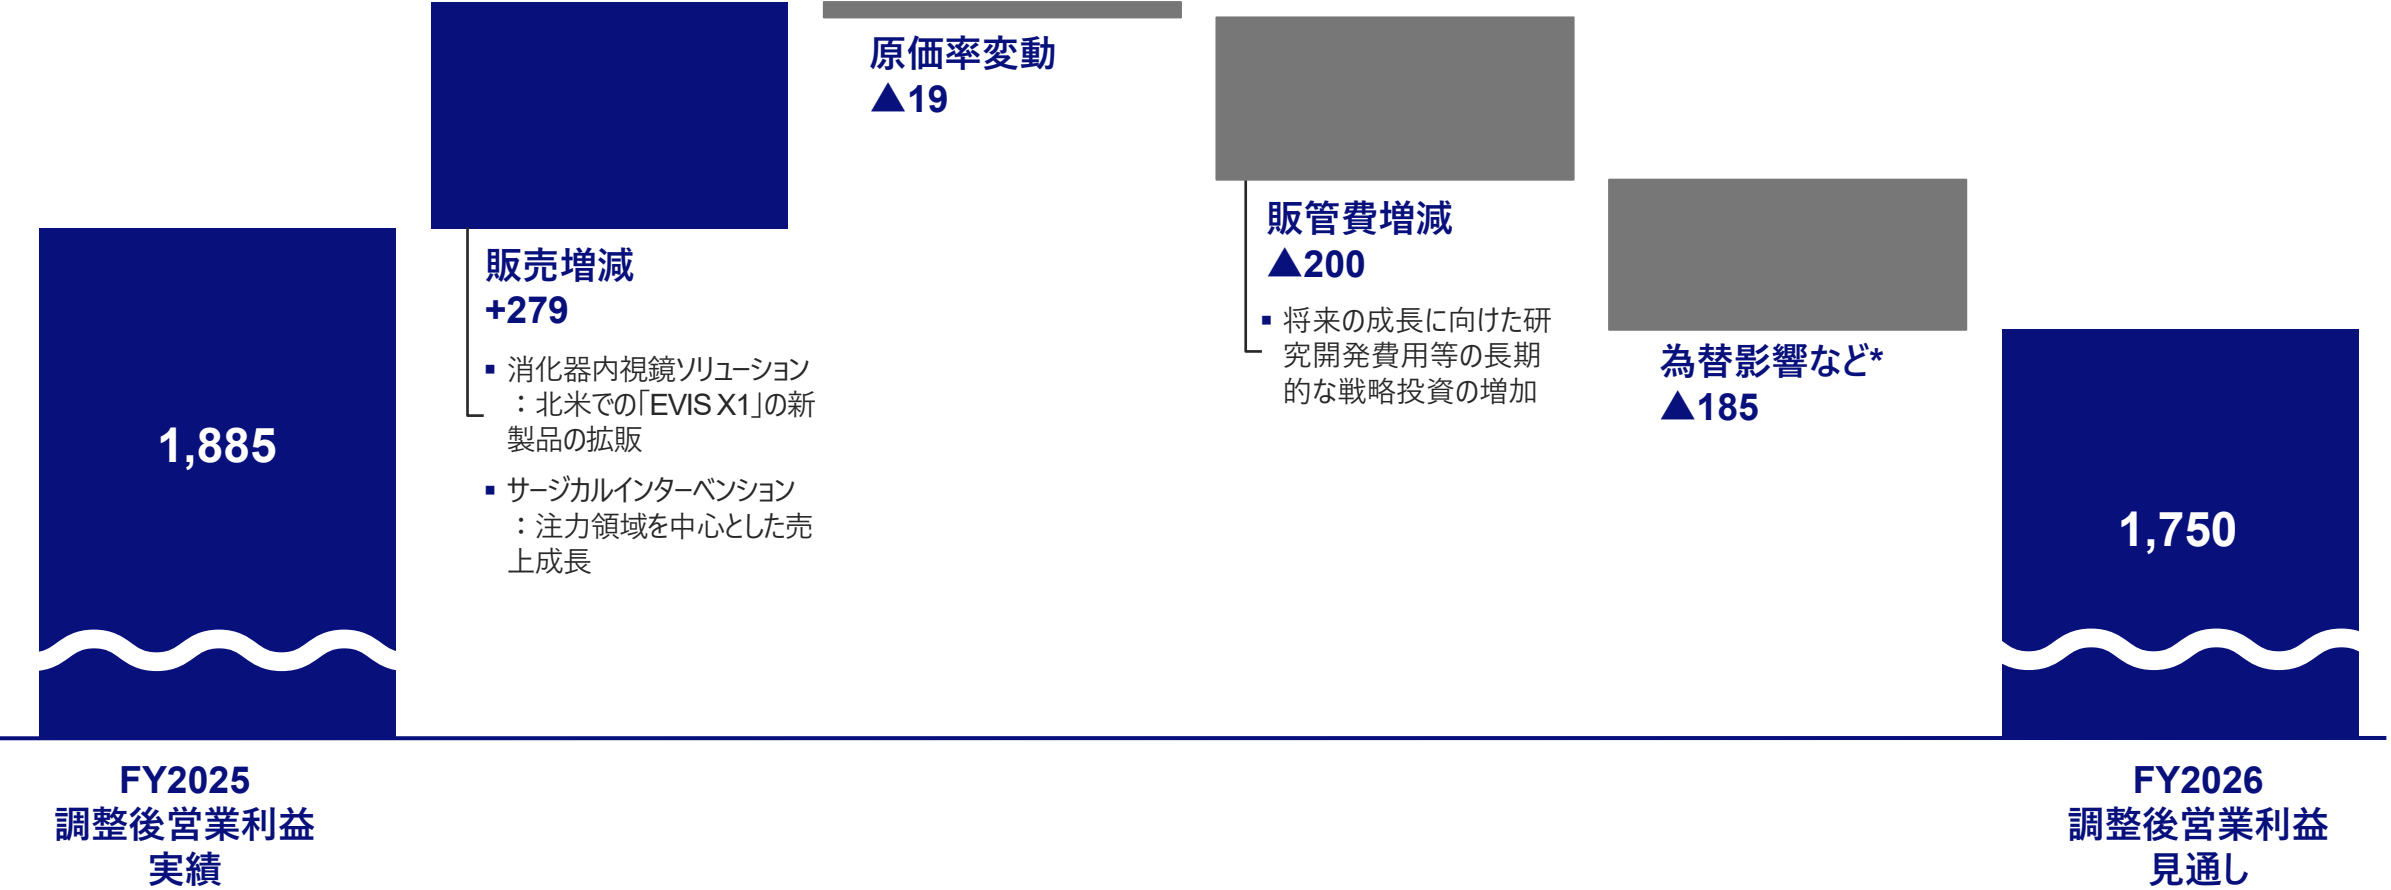 1,885
FY2025
調整後営業利益
実績
販売増減
+279
▪ 消化器内視鏡ソリューション
：北米での「EVIS X1」の新
製品の拡販
▪ サージカルインターベンション
：注力領域を中心とした売
上成長
原価率変動
▲19
販管費増減
▲200
▪ 将来の成長に向けた研
究開発費用等の長期
的な戦略投資の増加
為替影響など*
▲185
1,750
FY2026
調整後営業利益
見通し